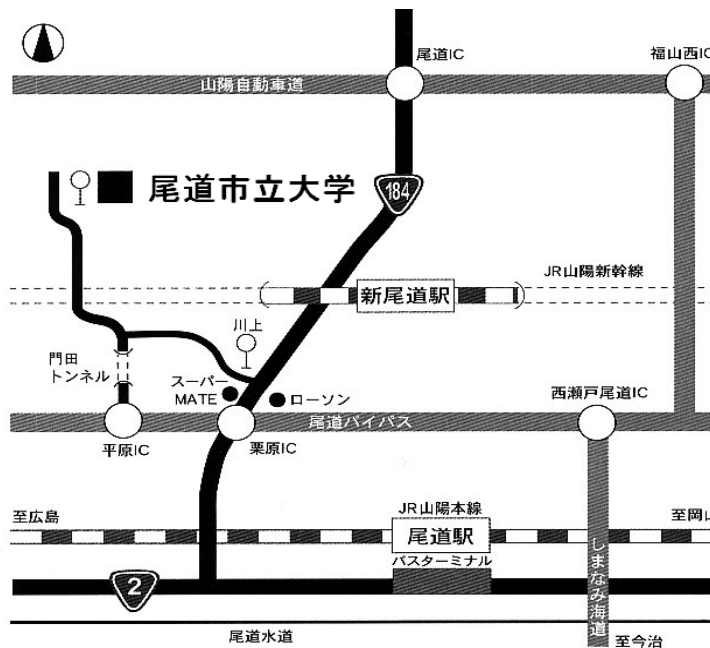 尾道IC
福山西IC
山陽自動車道
尾道市立大学
184
JR山陽新幹線
新尾道駅
川上
門田
トンネル
スーパー
MATE
ローソン
西瀬戸尾道IC
尾道バイパス
平原IC
栗原IC
至広島
JR山陽本線
至岡山
尾道駅
バスターミナル
しまなみ海道
2
尾道水道
至今治